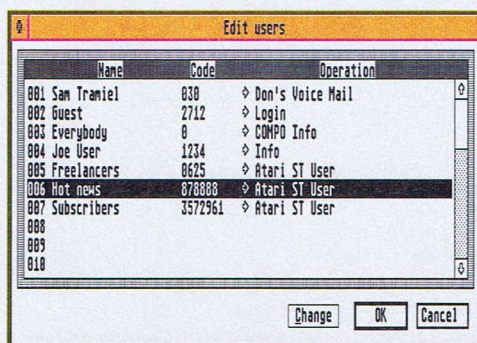 Edit users
Name Code Operation
001 Sam Tramiel 030 ◊ Don's Voice Mail
002 Guest 2712 ◊ Login
003 Everybody 0 ◊ COMPO Info
004 Joe User 1234 ◊ Info
005 Freelancers 0625 ◊ Atari ST User
006 Hot news 878888 ◊ Atari ST User
007 Subscribers 3572961 ◊ Atari ST User
008
009
010
Change OK Cancel